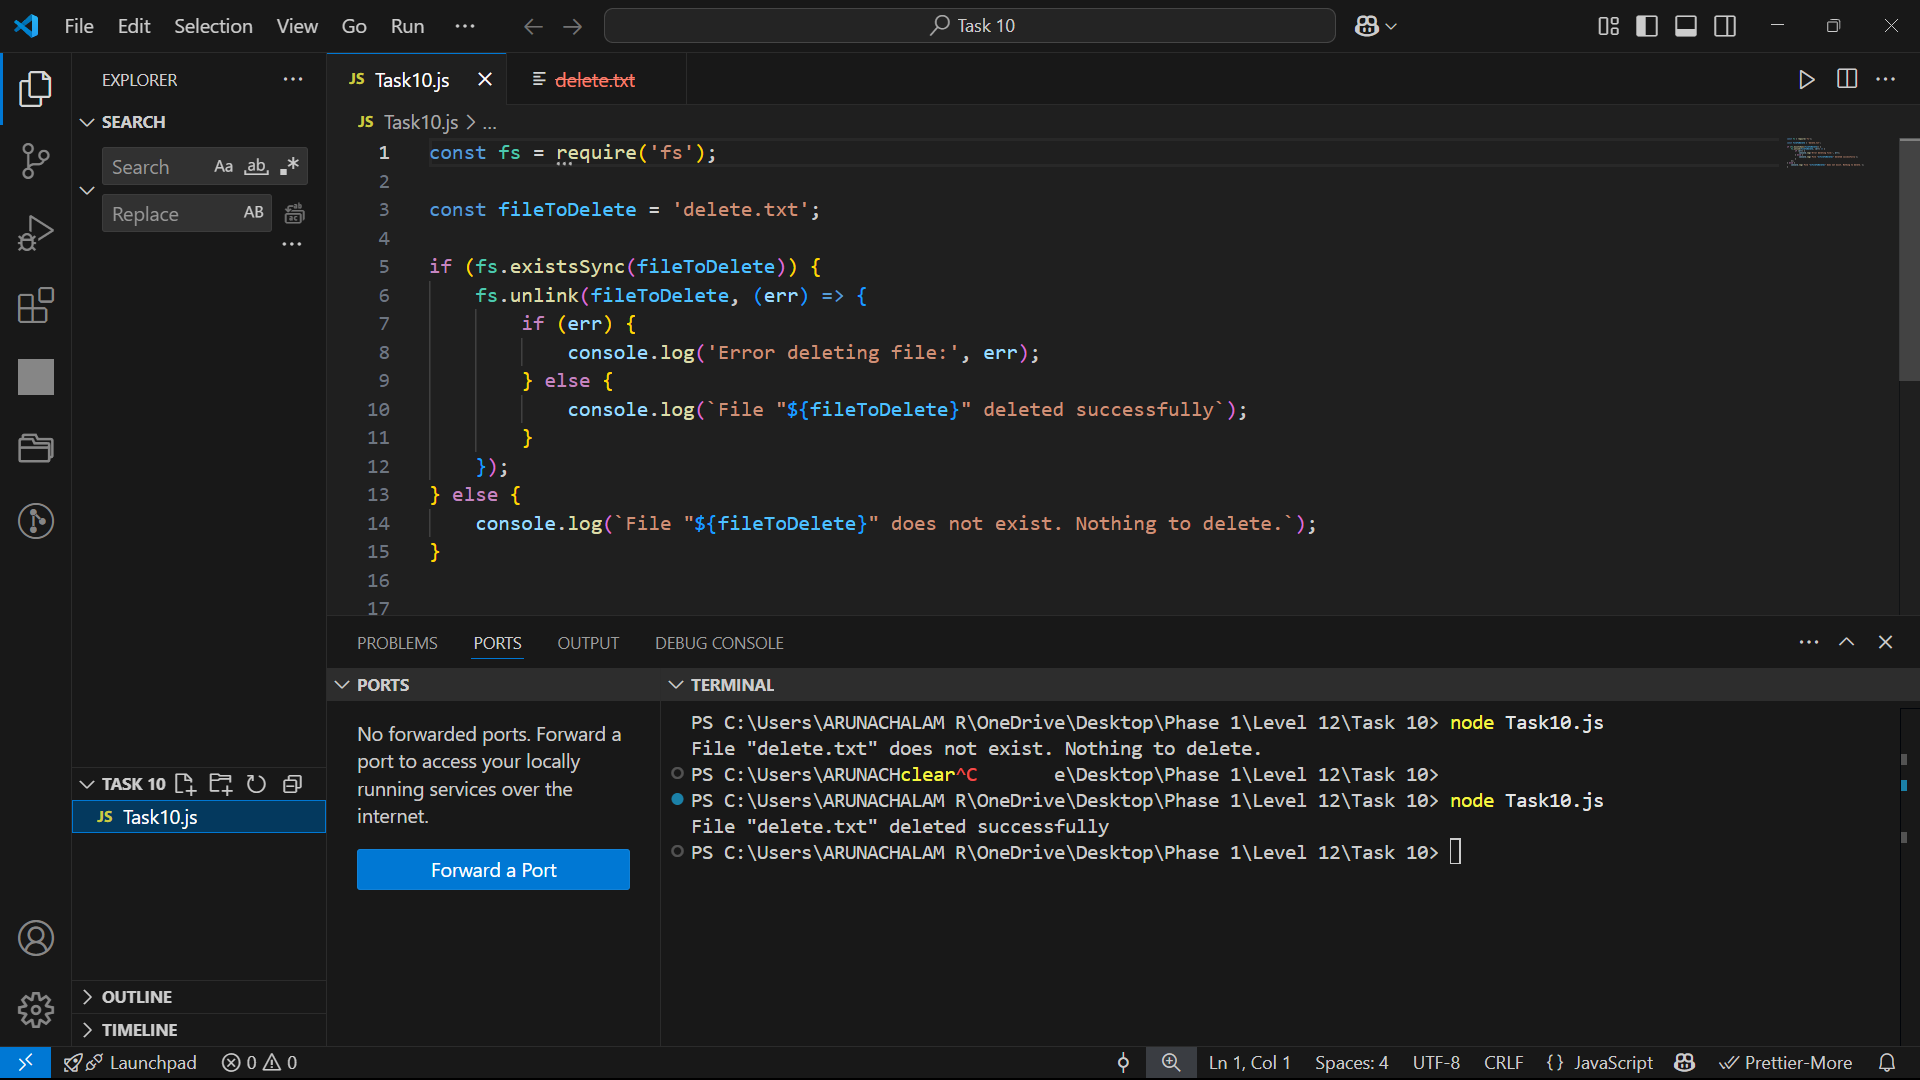 File Edit Selection View Go Run ··· Task 10
EXPLORER
SEARCH
Search Aa ab .*
Replace AB
TASK 10
JS Task10.js
OUTLINE
TIMELINE
JS Task10.js delete.txt
JS Task10.js > ...
1 const fs = require('fs');
2
3 const fileToDelete = 'delete.txt';
4
5 if (fs.existsSync(fileToDelete)) {
6 fs.unlink(fileToDelete, (err) => {
7 if (err) {
8 console.log('Error deleting file:', err);
9 } else {
10 console.log(`File "${fileToDelete}" deleted successfully`);
11 }
12 });
13 } else {
14 console.log(`File "${fileToDelete}" does not exist. Nothing to delete.`);
15 }
16
17
PROBLEMS PORTS OUTPUT DEBUG CONSOLE
PORTS
No forwarded ports. Forward a
port to access your locally
running services over the
internet.
Forward a Port
TERMINAL
PS C:\Users\ARUNACHALAM R\OneDrive\Desktop\Phase 1\Level 12\Task 10> node Task10.js
File "delete.txt" does not exist. Nothing to delete.
PS C:\Users\ARUNACHclear^C e\Desktop\Phase 1\Level 12\Task 10>
PS C:\Users\ARUNACHALAM R\OneDrive\Desktop\Phase 1\Level 12\Task 10> node Task10.js
File "delete.txt" deleted successfully
PS C:\Users\ARUNACHALAM R\OneDrive\Desktop\Phase 1\Level 12\Task 10>
Launchpad 0 0 Ln 1, Col 1 Spaces: 4 UTF-8 CRLF {} JavaScript Prettier-More